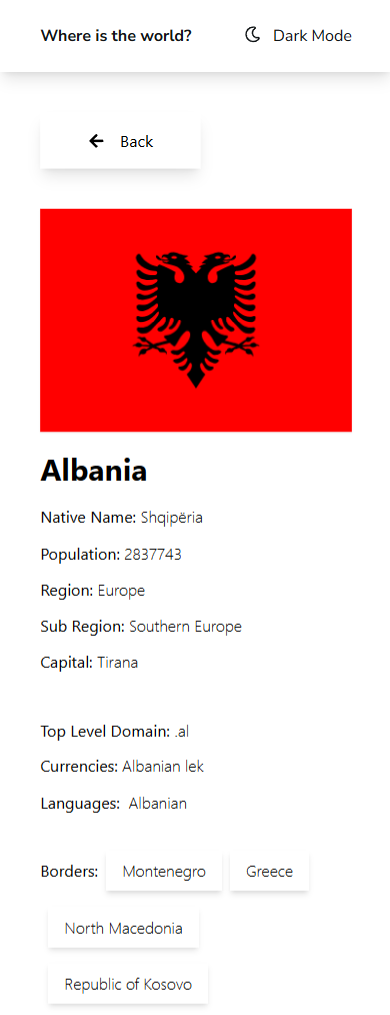 Where is the world? Dark Mode
Back
Albania
Native Name: Shqipëria
Population: 2837743
Region: Europe
Sub Region: Southern Europe
Capital: Tirana
Top Level Domain: .al
Currencies: Albanian lek
Languages: Albanian
Borders: Montenegro Greece
North Macedonia
Republic of Kosovo